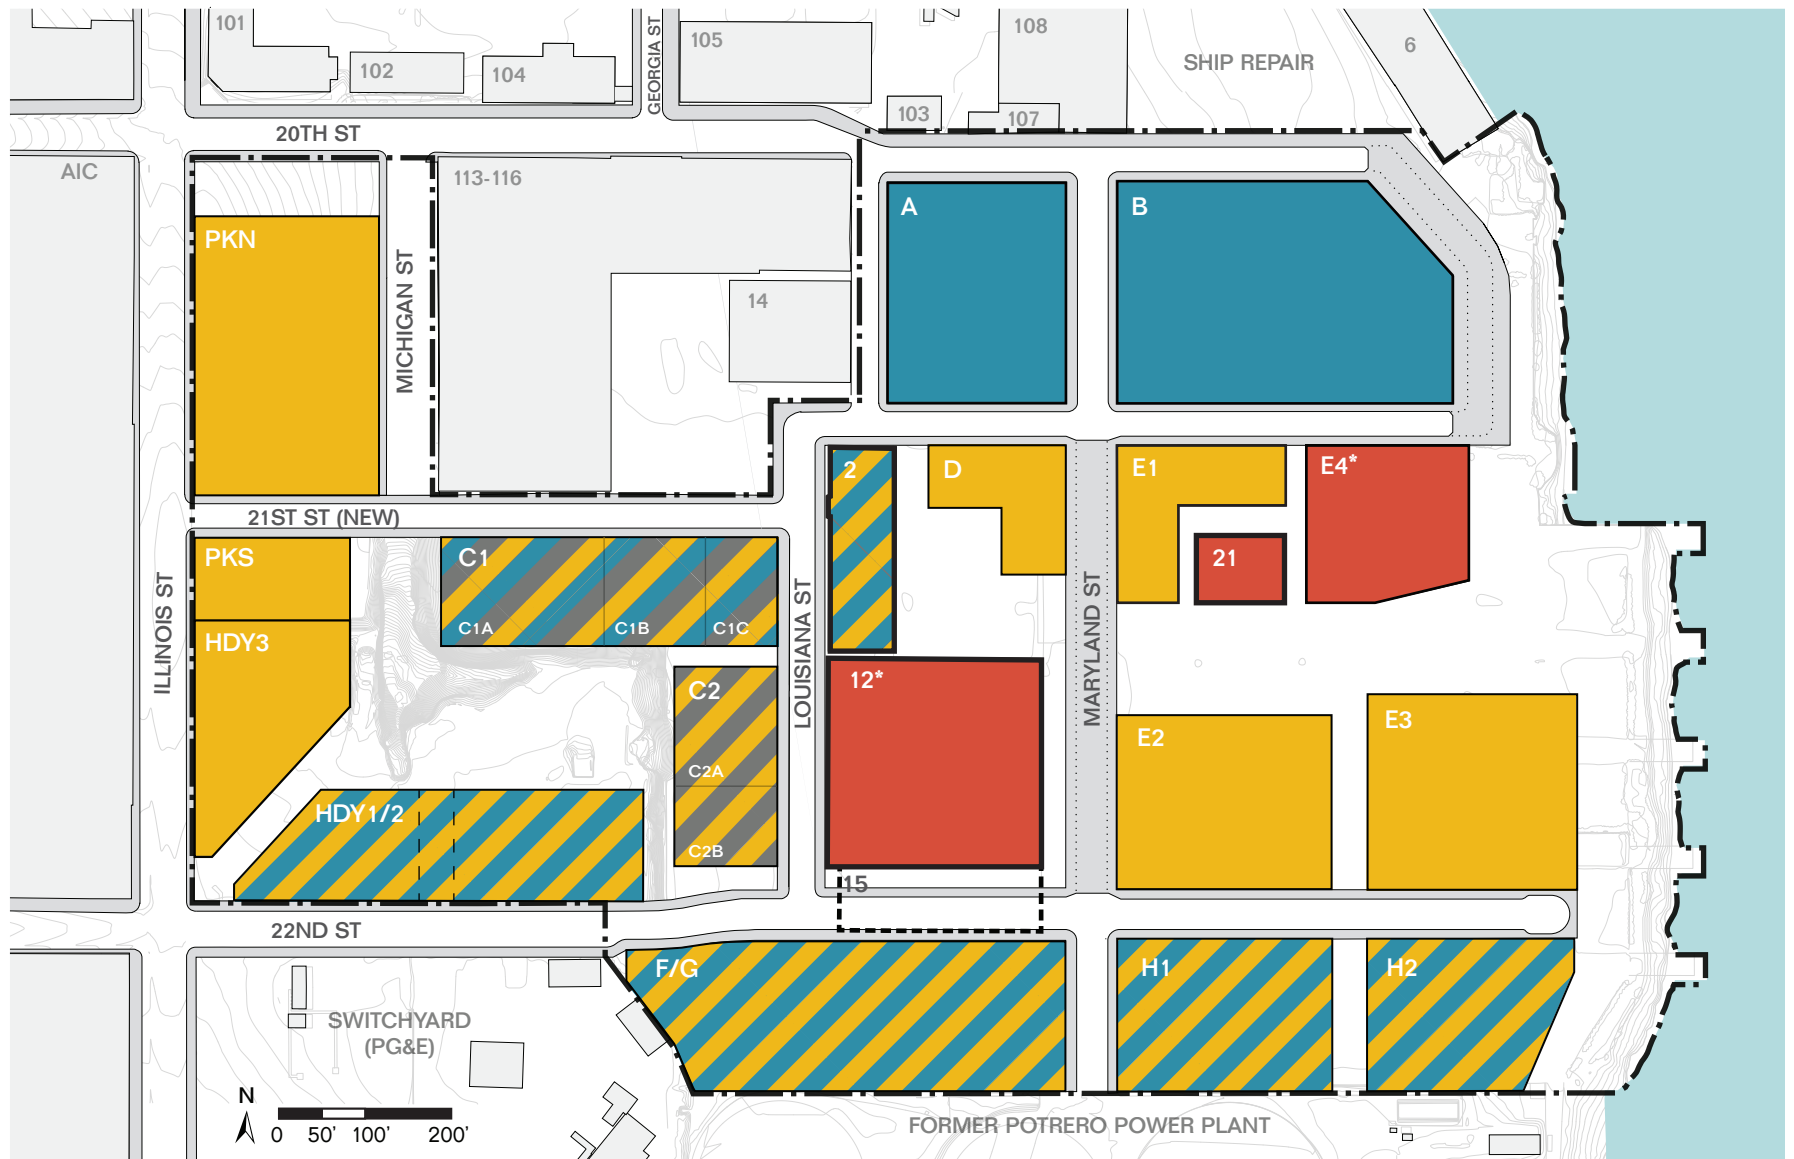 101
102
104
GEORGIA ST
105
103
108
107
SHIP REPAIR
6
20TH ST
AIC
113-116
14
PKN
MICHIGAN ST
A
B
21ST ST (NEW)
2
D
E1
E4*
21
PKS
HDY3
ILLINOIS ST
C1
C1A
C1B
C1C
LOUISIANA ST
MARYLAND ST
C2
C2A
C2B
12*
E2
E3
HDY1/2
15
22ND ST
F/G
H1
H2
SWITCHYARD
(PG&E)
N
0 50' 100' 200'
FORMER POTRERO POWER PLANT